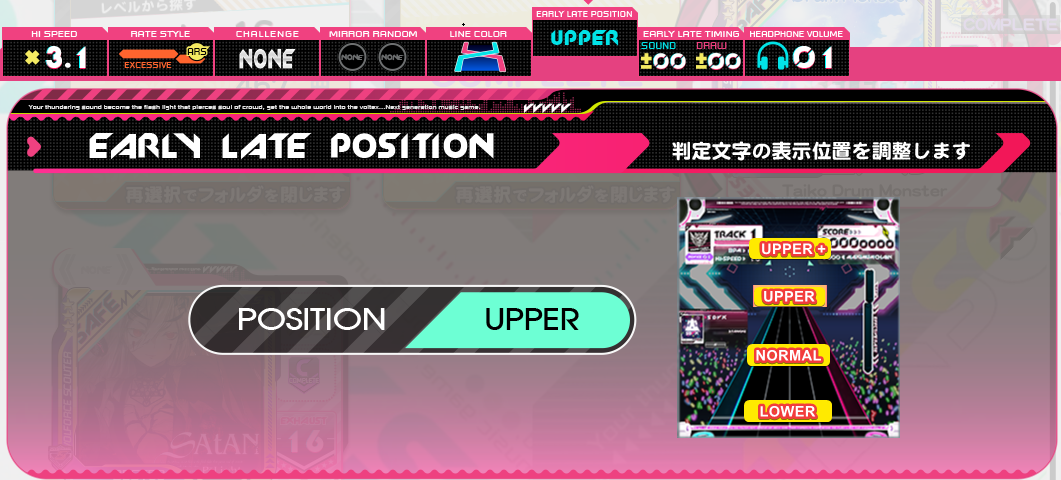 レベルから探す
HI SPEED
×3.1
RATE STYLE
ARS
EXCESSIVE
CHALLENGE
NONE
MIRROR RANDOM
NONE NONE
LINE COLOR
EARLY LATE POSITION
UPPER
EARLY LATE TIMING
SOUND DRAW
±00 ±00
HEADPHONE VOLUME
01
COMPLETE
Your thundering sound become the flash light that pierces soul of crowd, get the whole world into the voltex...Next generation music game.
EARLY LATE POSITION
判定文字の表示位置を調整します
再選択でフォルダを閉じます
再選択でフォルダを閉じます
Taiko Drum Monster
POSITION UPPER
TRACK 1
SCORE>>>
UPPER+
UPPER
NORMAL
LOWER
16